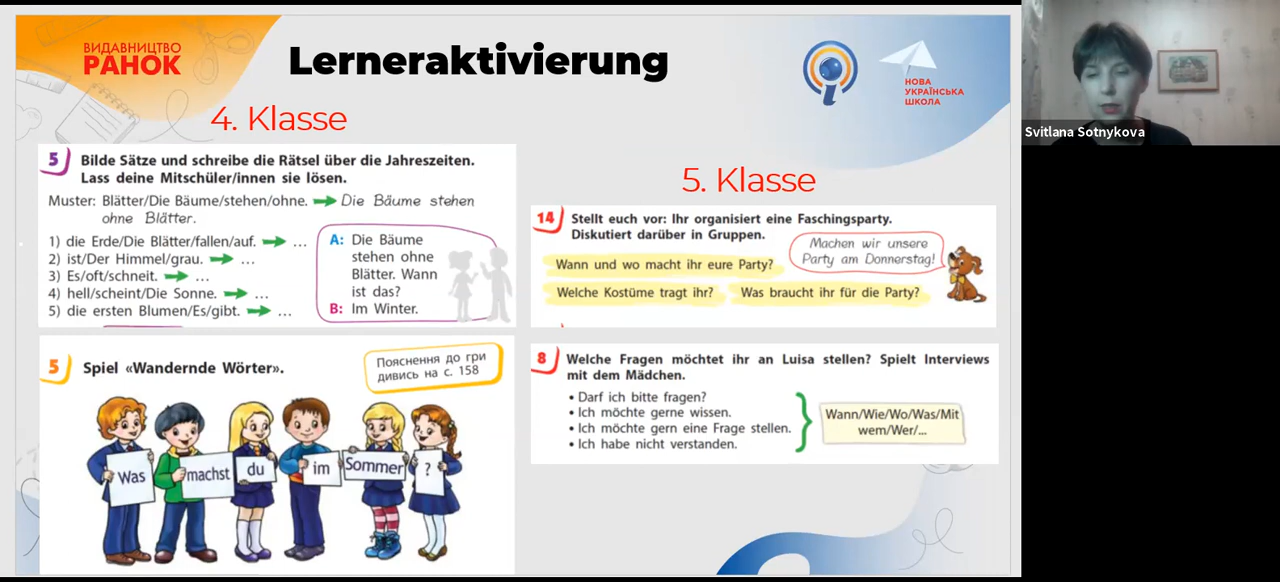 ВИДАВНИЦТВО
РАНОК
Lerneraktivierung
НОВА
УКРАЇНСЬКА
ШКОЛА
Svitlana Sotnykova
4. Klasse
5 Bilde Sätze und schreibe die Rätsel über die Jahreszeiten.
Lass deine Mitschüler/innen sie lösen.
Muster: Blätter/Die Bäume/stehen/ohne. Die Bäume stehen
ohne Blätter.
1) die Erde/Die Blätter/fallen/auf. ...
2) ist/Der Himmel/grau. ...
3) Es/oft/schneit. ...
4) hell/scheint/Die Sonne. ...
5) die ersten Blumen/Es/gibt. ...
A: Die Bäume
stehen ohne
Blätter. Wann
ist das?
B: Im Winter.
5 Spiel «Wandernde Wörter».
Пояснення до гри
дивись на с. 158
Was machst du im Sommer ?
5. Klasse
14 Stellt euch vor: Ihr organisiert eine Faschingsparty.
Diskutiert darüber in Gruppen.
Machen wir unsere
Party am Donnerstag!
Wann und wo macht ihr eure Party?
Welche Kostüme tragt ihr? Was braucht ihr für die Party?
8 Welche Fragen möchtet ihr an Luisa stellen? Spielt Interviews
mit dem Mädchen.
• Darf ich bitte fragen?
• Ich möchte gerne wissen.
• Ich möchte gern eine Frage stellen.
• Ich habe nicht verstanden.
Wann/Wie/Wo/Was/Mit
wem/Wer/...